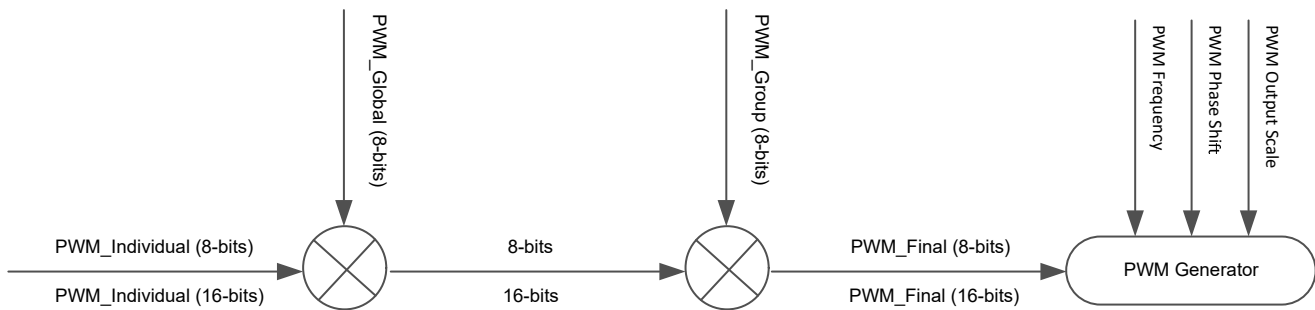 PWM_Global (8-bits)
PWM_Group (8-bits)
PWM Frequency
PWM Phase Shift
PWM Output Scale
PWM_Individual (8-bits)
8-bits
PWM_Final (8-bits)
PWM Generator
PWM_Individual (16-bits)
16-bits
PWM_Final (16-bits)